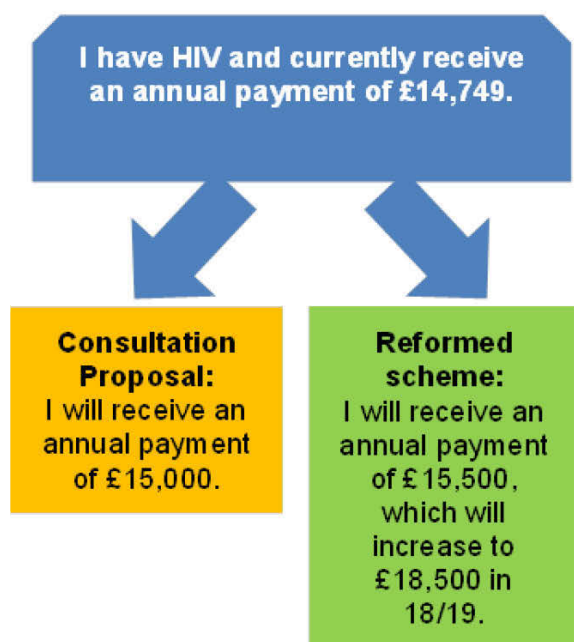 I have HIV and currently receive
an annual payment of £14,749.
Consultation
Proposal:
I will receive an
annual payment
of £15,000.
Reformed
scheme:
I will receive an
annual payment
of £15,500,
which will
increase to
£18,500 in
18/19.